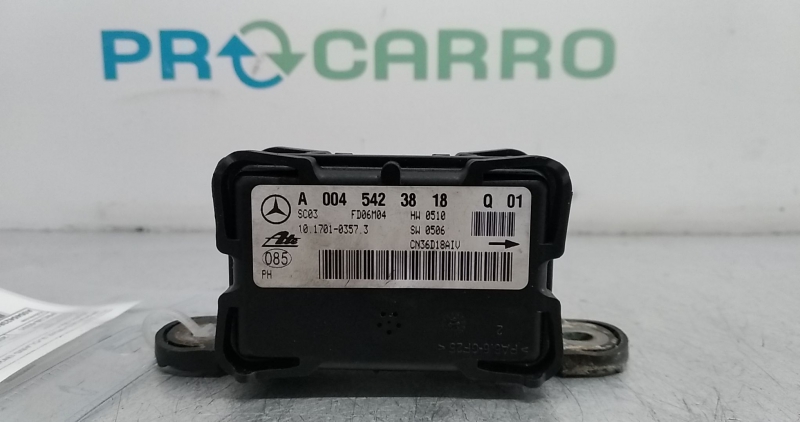 PROCARRO
A 004 542 38 18 Q 01
SC03 FD06M04 HW 0510
Ate 10.1701-0357.3 SW 0506
CN36D18AIV
085
PH
2